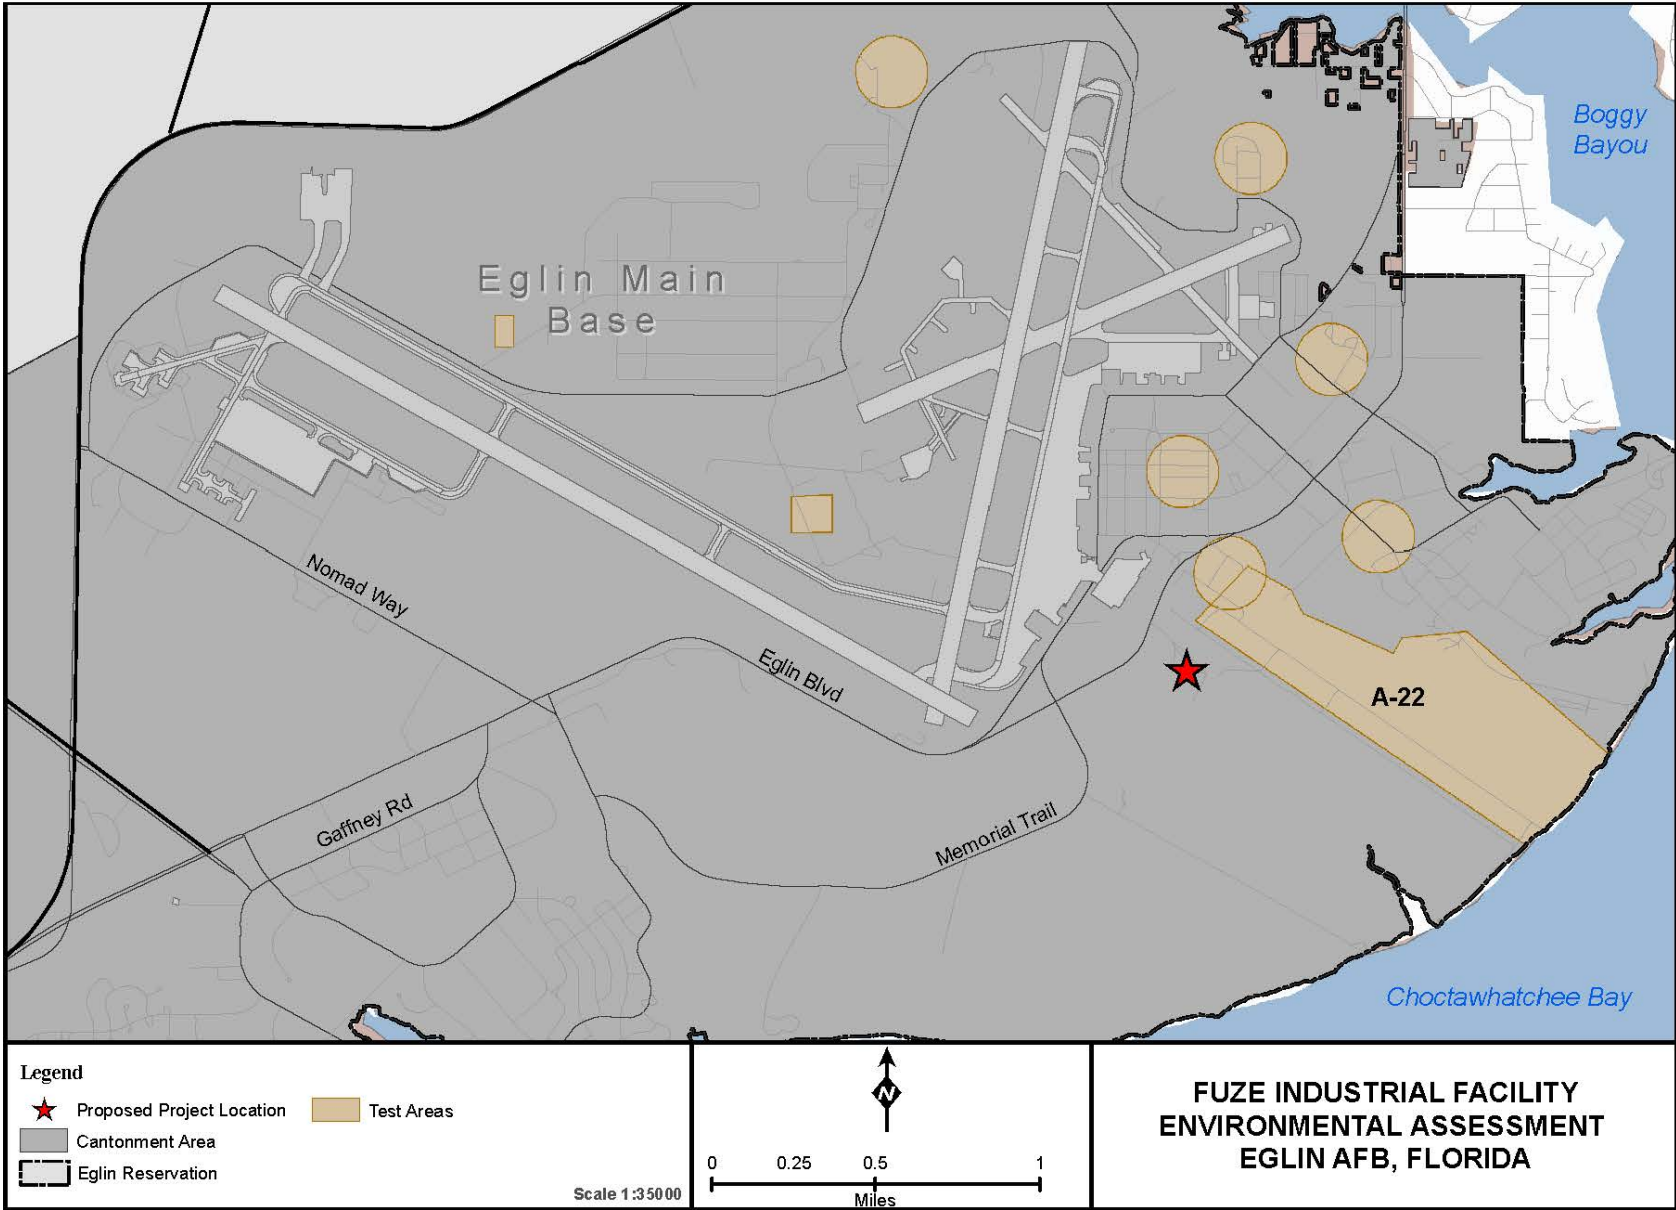 Boggy
Bayou
Eglin Main
Base
Nomad Way
Eglin Blvd
A-22
Gaffney Rd
Memorial Trail
Choctawhatchee Bay
Legend
Proposed Project Location
Test Areas
Cantonment Area
Eglin Reservation
Scale 1:35000
N
0 0.25 0.5 1
Miles
FUZE INDUSTRIAL FACILITY
ENVIRONMENTAL ASSESSMENT
EGLIN AFB, FLORIDA